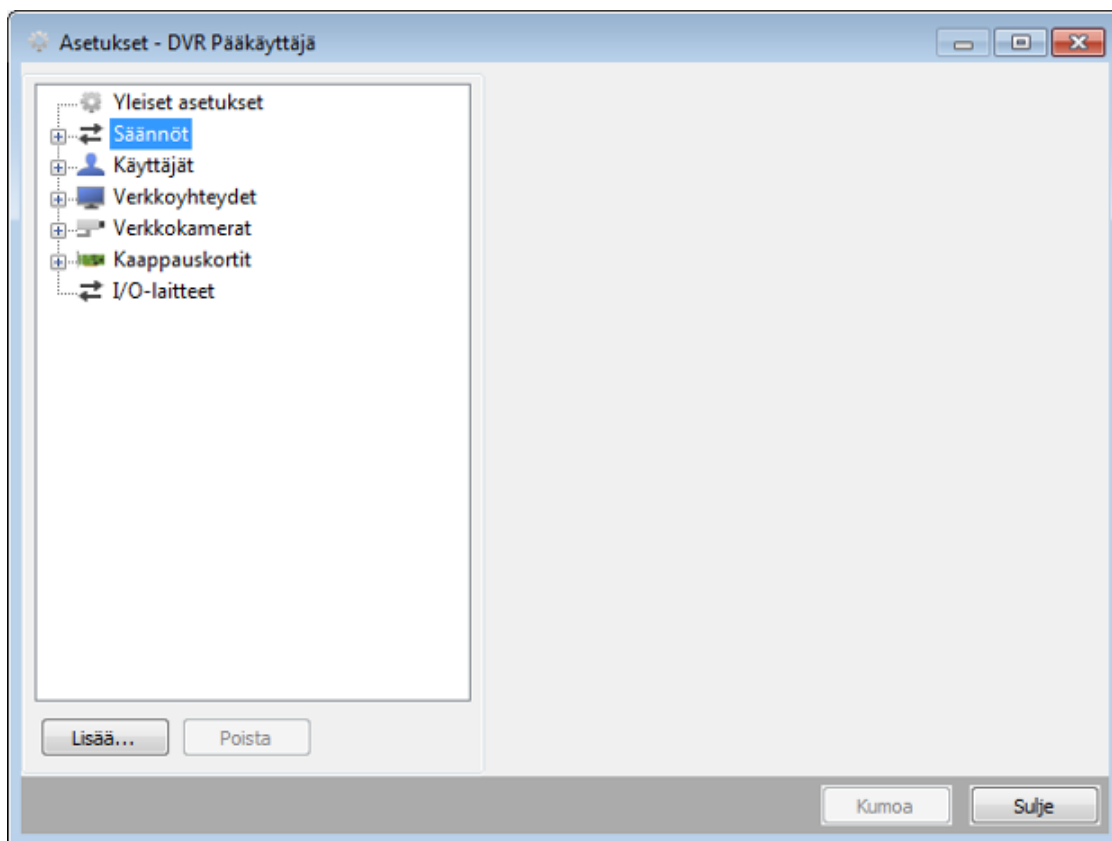 Asetukset - DVR Pääkäyttäjä
Yleiset asetukset
Säännöt
Käyttäjät
Verkkoyhteydet
Verkkokamerat
Kaappauskortit
I/O-laitteet
Lisää...
Poista
Kumoa
Sulje